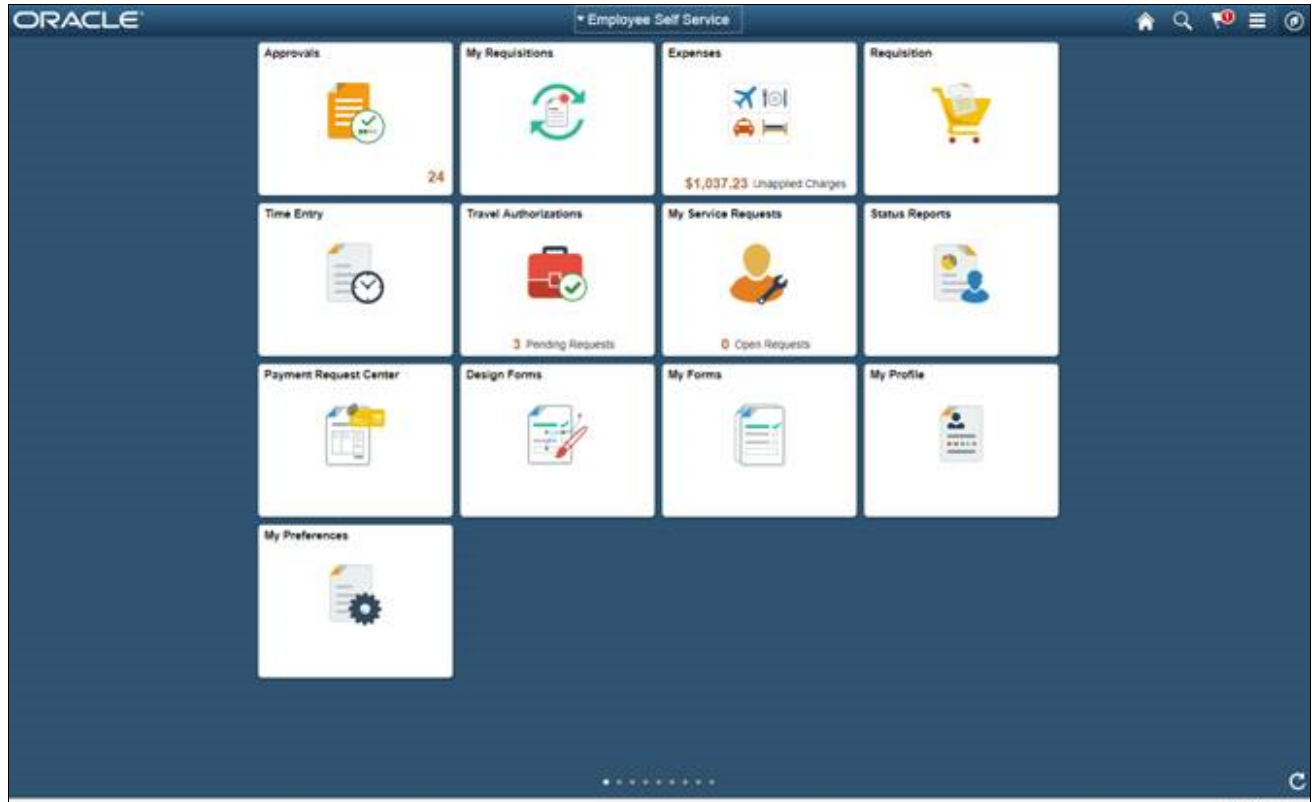 ORACLE
Employee Self Service
1
Approvals
24
My Requisitions
Expenses
$1,037.23 Unapplied Charges
Requisition
Time Entry
Travel Authorizations
3 Pending Requests
My Service Requests
0 Open Requests
Status Reports
Payment Request Center
Design Forms
My Forms
My Profile
My Preferences